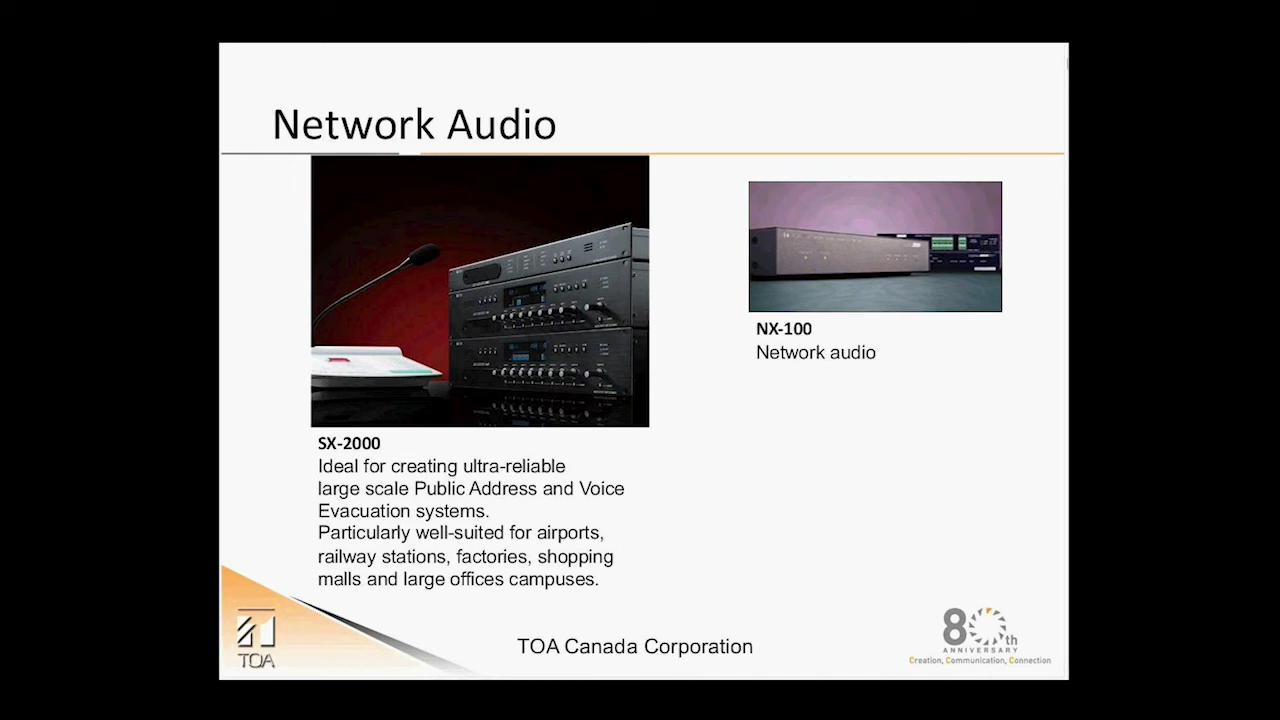 Network Audio
SX-2000
Ideal for creating ultra-reliable
large scale Public Address and Voice
Evacuation systems.
Particularly well-suited for airports,
railway stations, factories, shopping
malls and large offices campuses.
NX-100
Network audio
TOA
TOA Canada Corporation
80th
ANNIVERSARY
Creation, Communication, Connection